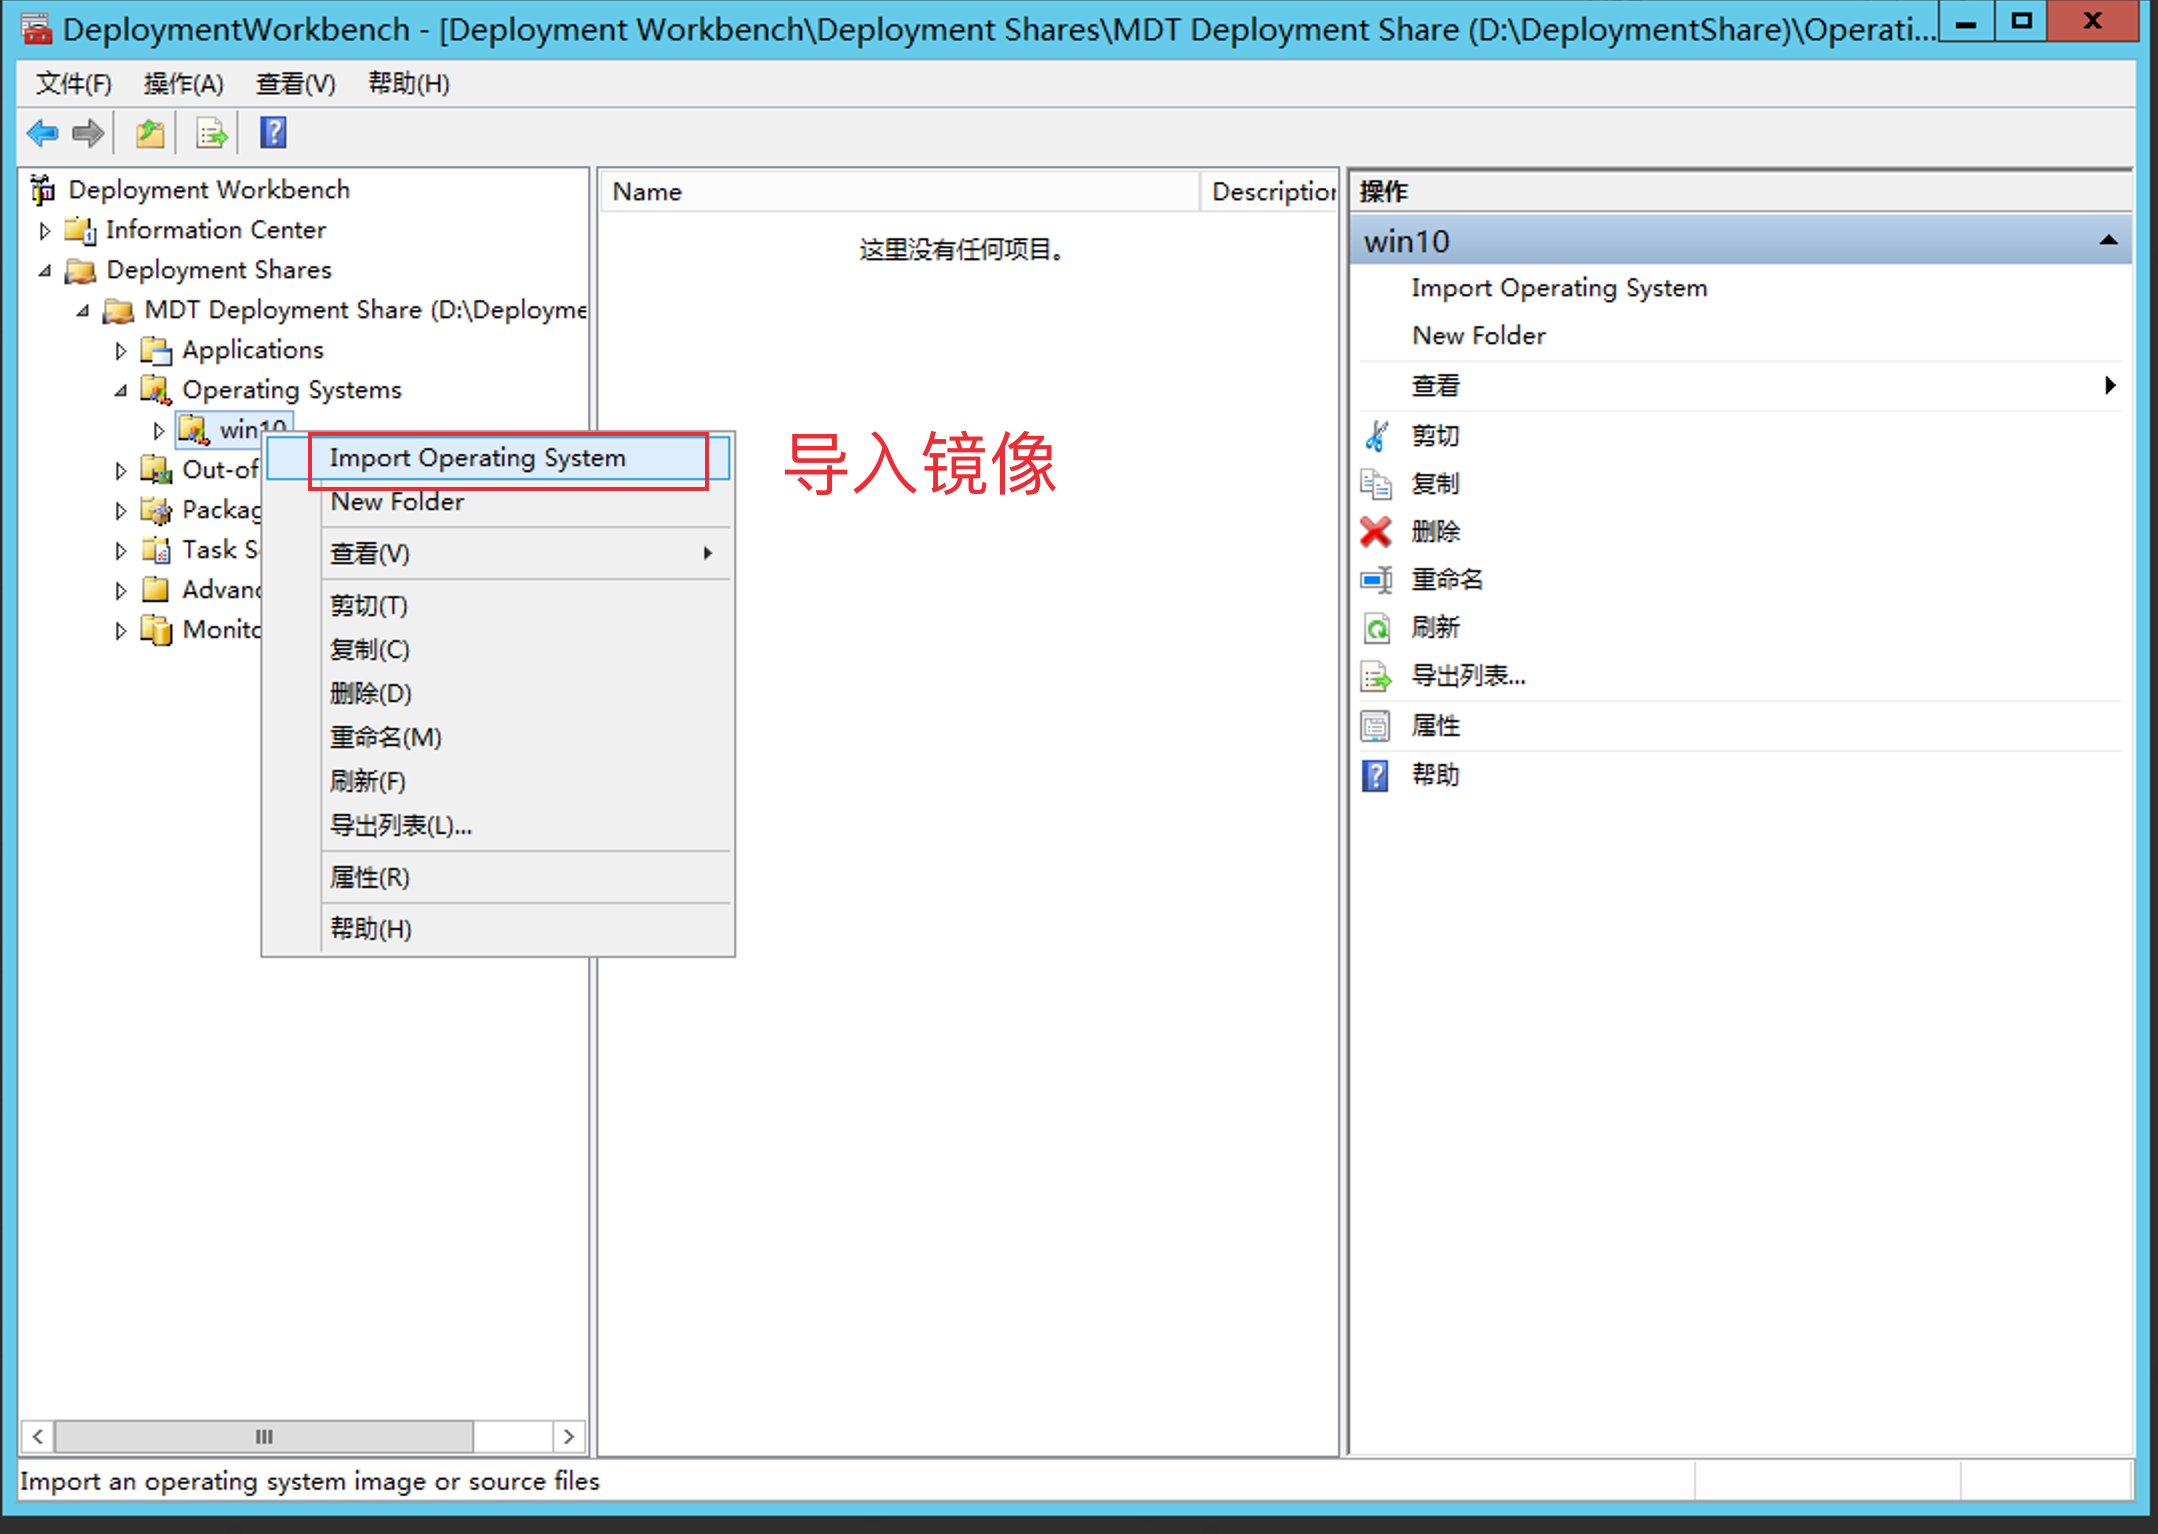 DeploymentWorkbench - [Deployment Workbench\Deployment Shares\MDT Deployment Share (D:\DeploymentShare)\Operati...
文件(F) 操作(A) 查看(V) 帮助(H)
Deployment Workbench
Information Center
Deployment Shares
MDT Deployment Share (D:\Deployme
Applications
Operating Systems
win10
Out-of
Packag
Task S
Advanc
Monito
Import Operating System
New Folder
查看(V)
剪切(T)
复制(C)
删除(D)
重命名(M)
刷新(F)
导出列表(L)...
属性(R)
帮助(H)
Name Description
这里没有任何项目。
导入镜像
操作
win10
Import Operating System
New Folder
查看
剪切
复制
删除
重命名
刷新
导出列表...
属性
帮助
Import an operating system image or source files